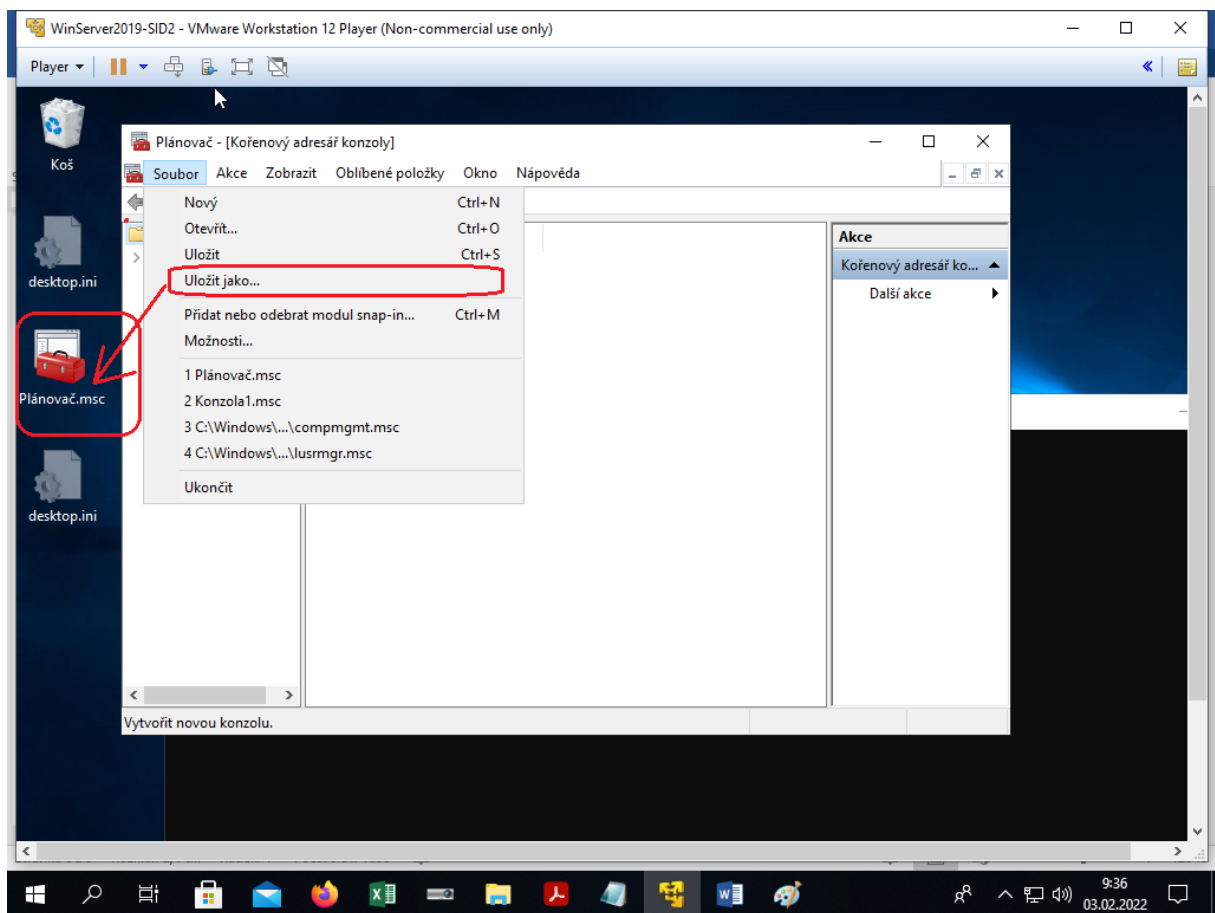 WinServer2019-SID2 - VMware Workstation 12 Player (Non-commercial use only)
Player
Koš
desktop.ini
Plánovač.msc
desktop.ini
Plánovač - [Kořenový adresář konzoly]
Soubor Akce Zobrazit Oblíbené položky Okno Nápověda
Nový Ctrl+N
Otevřít... Ctrl+O
Uložit Ctrl+S
Uložit jako...
Přidat nebo odebrat modul snap-in... Ctrl+M
Možnosti...
1 Plánovač.msc
2 Konzola1.msc
3 C:\Windows\...\compmgmt.msc
4 C:\Windows\...\lusrmgr.msc
Ukončit
Akce
Kořenový adresář ko...
Další akce
Vytvořit novou konzolu.
9:36
03.02.2022